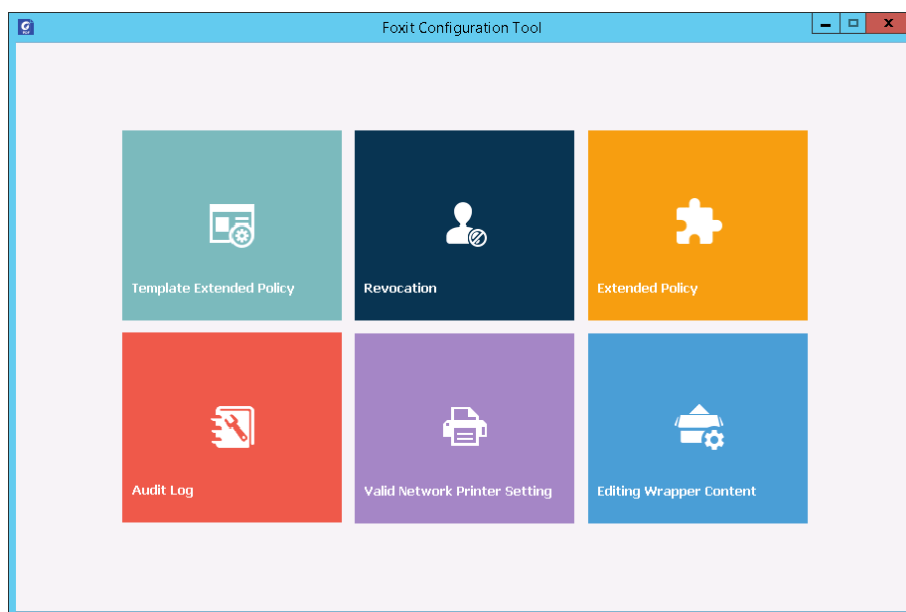 Foxit Configuration Tool
Template Extended Policy
Revocation
Extended Policy
Audit Log
Valid Network Printer Setting
Editing Wrapper Content